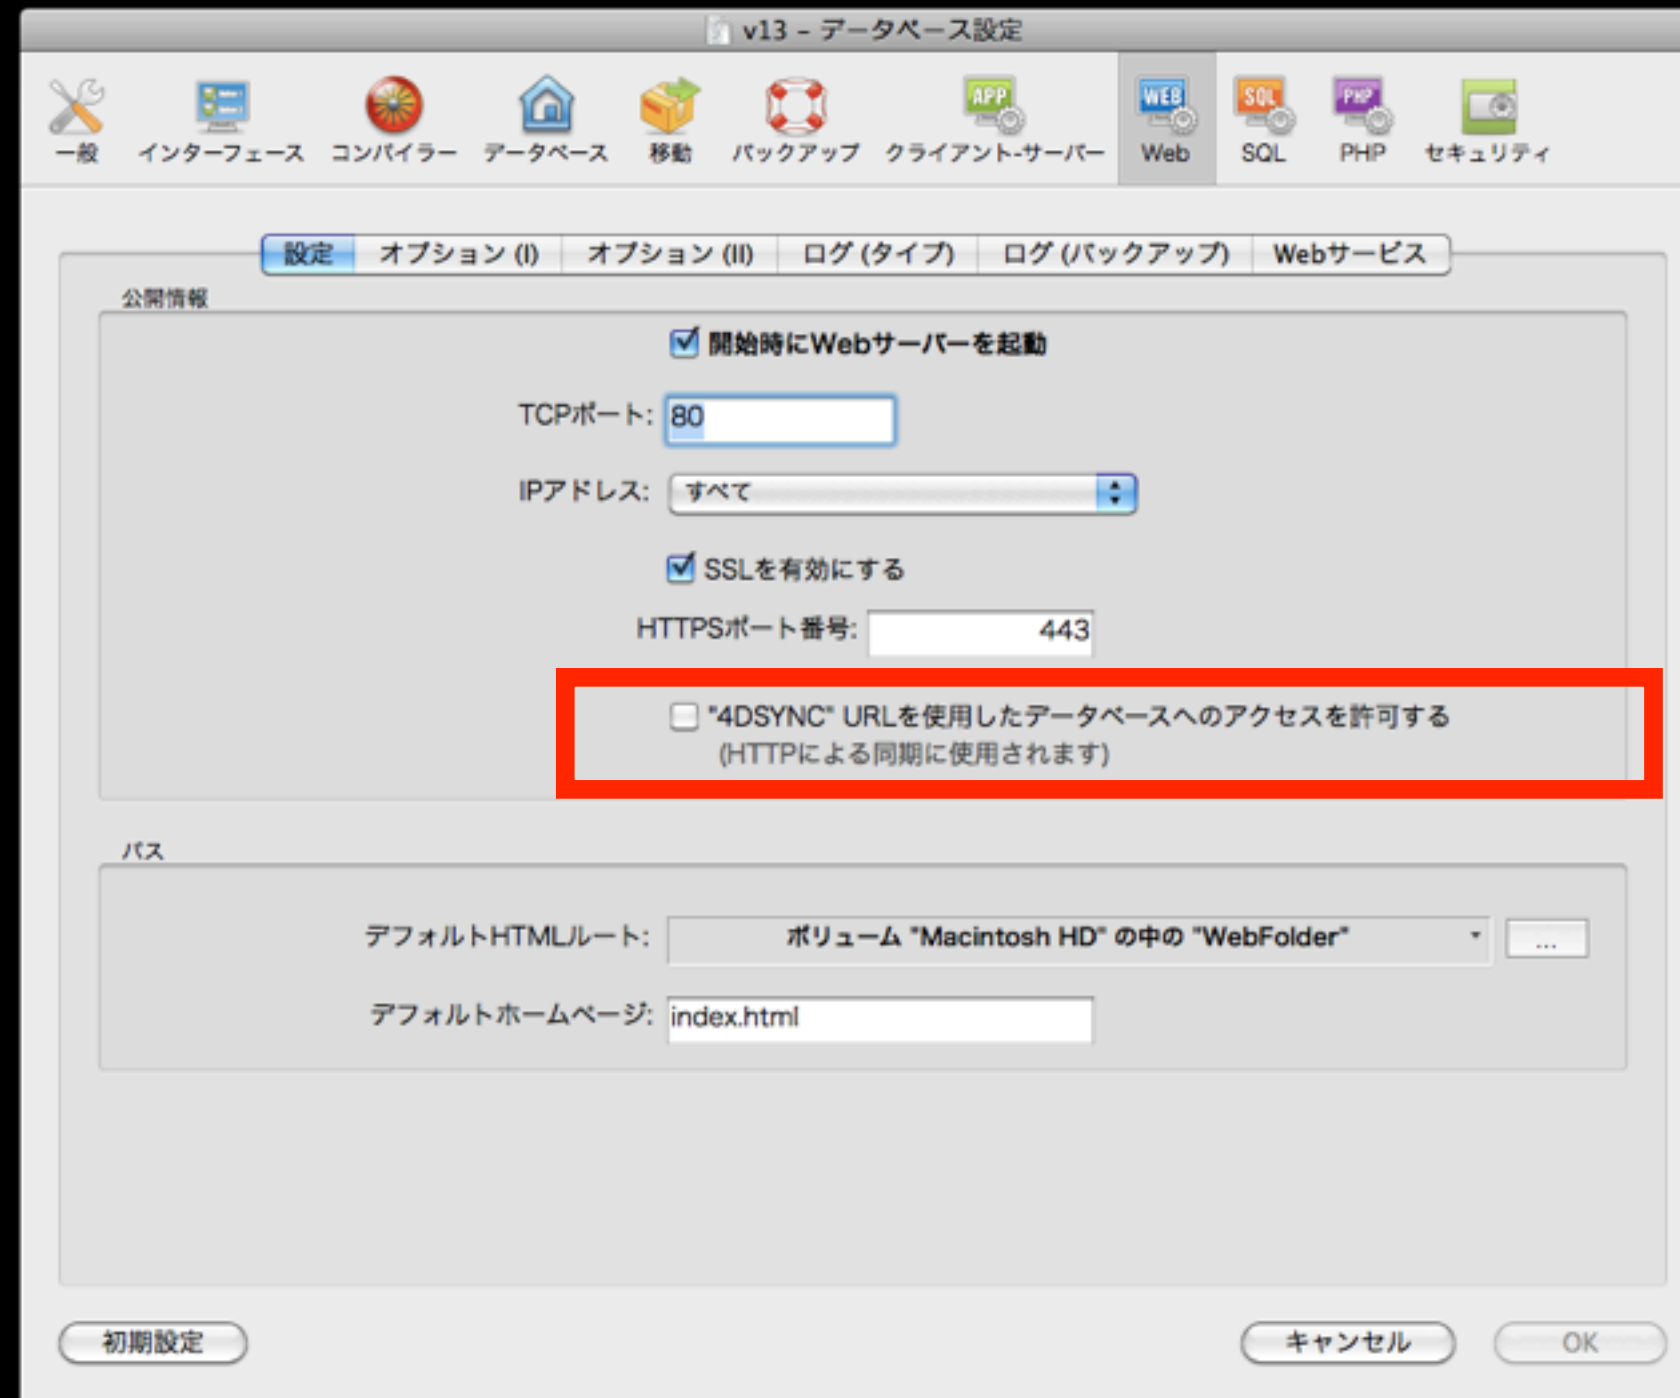 v13 – データベース設定
APP WEB SQL PHP
一般 インターフェース コンパイラー データベース 移動 バックアップ クライアント-サーバー Web SQL PHP セキュリティ
設定 オプション (I) オプション (II) ログ (タイプ) ログ (バックアップ) Webサービス
公開情報
開始時にWebサーバーを起動
TCPポート: 80
IPアドレス: すべて
SSLを有効にする
HTTPSポート番号: 443
"4DSYNC" URLを使用したデータベースへのアクセスを許可する
(HTTPによる同期に使用されます)
パス
デフォルトHTMLルート: ボリューム "Macintosh HD" の中の "WebFolder" ...
デフォルトホームページ: index.html
初期設定 キャンセル OK